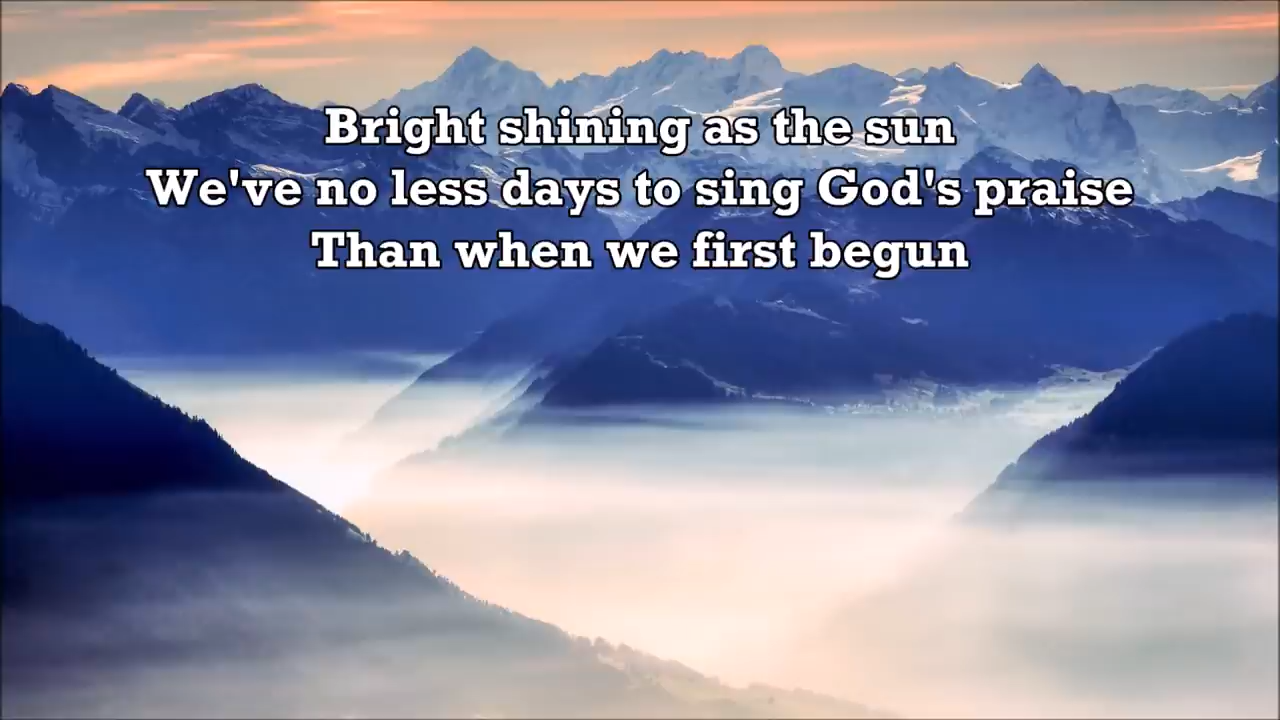 Bright shining as the sun
We've no less days to sing God's praise
Than when we first begun